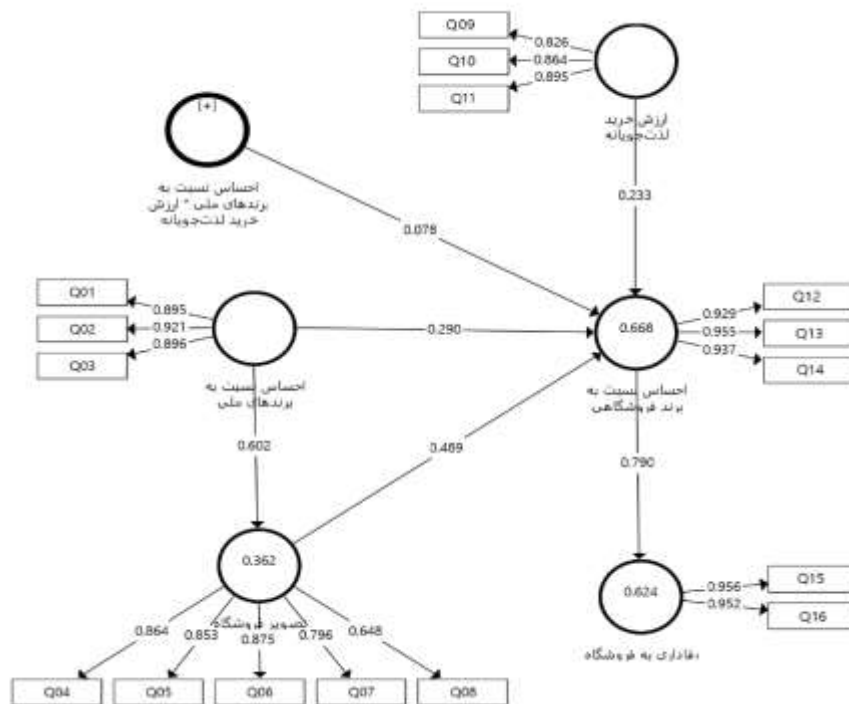 Q09
0.826
Q10
0.864
Q11
0.895
[+]
ارزش خرید
لذت‌جویانه
احساس نسبت به
برندهای ملی * ارزش
خرید لذت‌جویانه
0.233
0.078
Q01
0.895
Q02
0.921
Q03
0.896
0.290
0.668
0.929
Q12
0.955
Q13
0.937
Q14
احساس نسبت به
برندهای ملی
احساس نسبت به
برند فروشگاهی
0.602
0.489
0.790
0.362
تصویر فروشگاه
0.624
0.956
Q15
0.952
Q16
وفاداری به فروشگاه
0.864
0.853
0.875
0.796
0.648
Q04
Q05
Q06
Q07
Q08